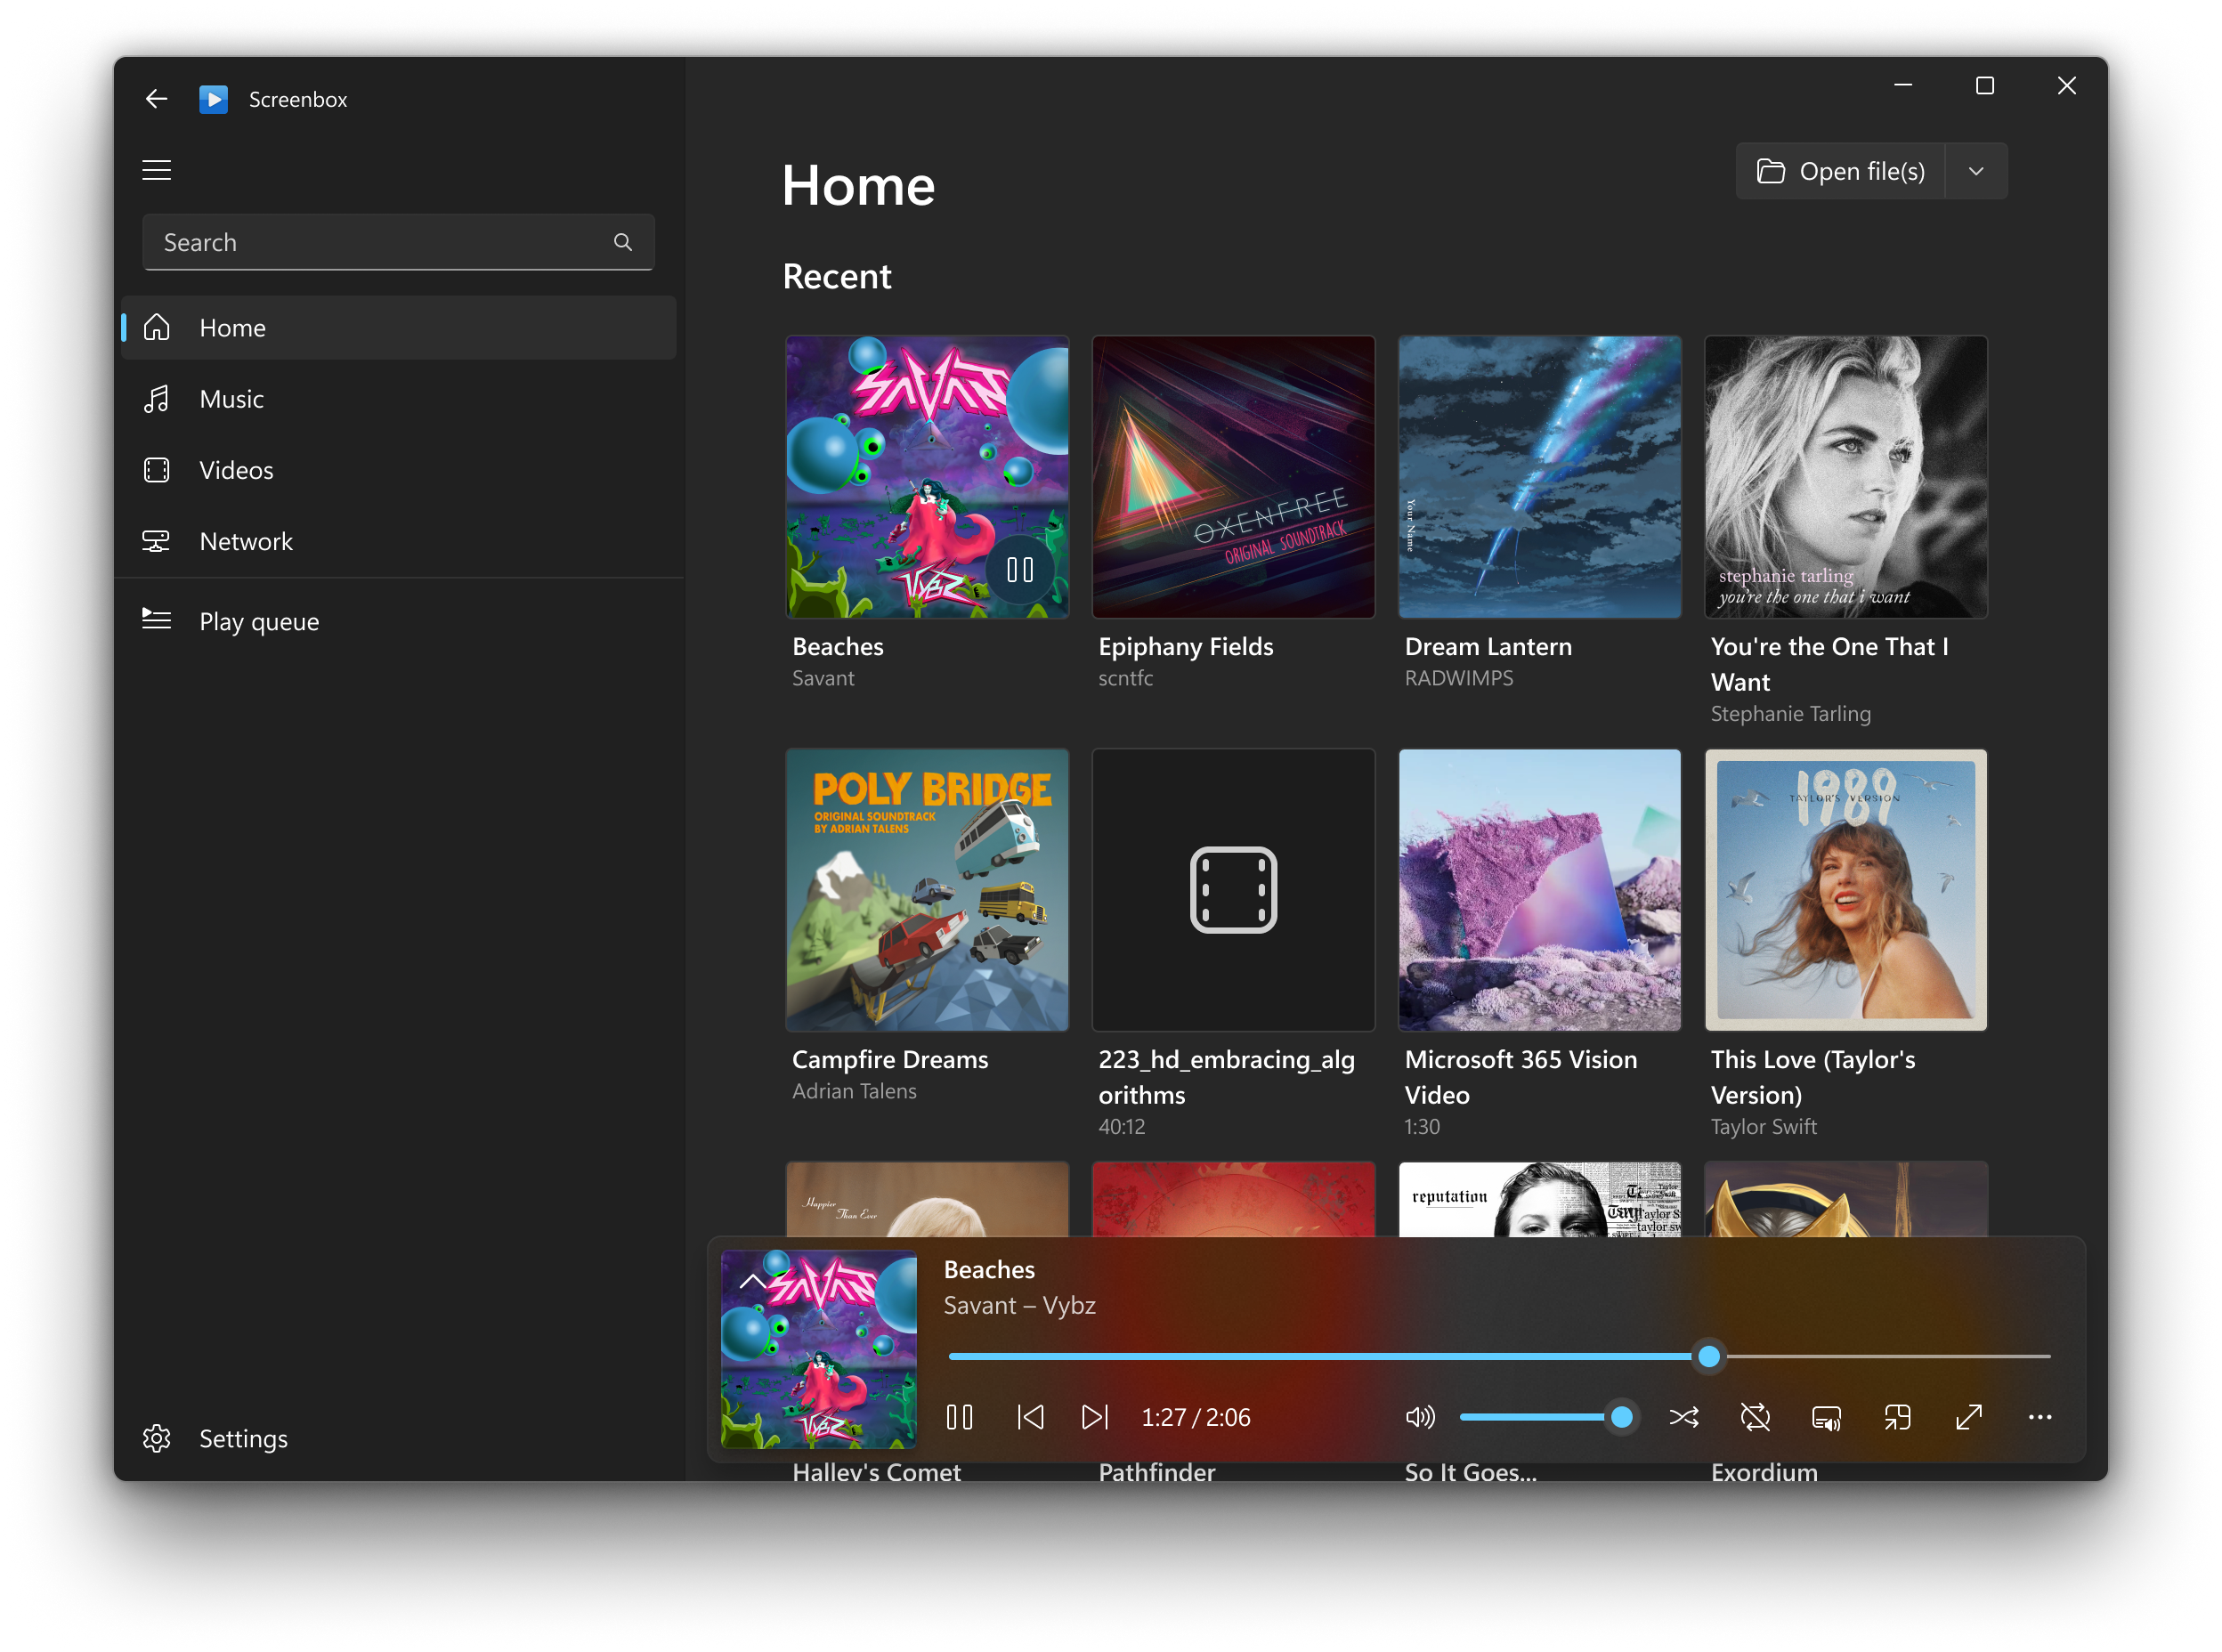 Screenbox
Search
Home
Music
Videos
Network
Play queue
Settings
Home
Open file(s)
Recent
SAVANT
VYBZ
Beaches
Savant
OXENFREE
ORIGINAL SOUNDTRACK
Epiphany Fields
scntfc
Your Name
Dream Lantern
RADWIMPS
stephanie tarling
you're the one that i want
You're the One That I
Want
Stephanie Tarling
POLY BRIDGE
ORIGINAL SOUNDTRACK
BY ADRIAN TALENS
Campfire Dreams
Adrian Talens
223_hd_embracing_alg
orithms
40:12
Microsoft 365 Vision
Video
1:30
1989
TAYLOR'S VERSION
This Love (Taylor's
Version)
Taylor Swift
Happier
Than Ever
reputation
SAVANT
VYBZ
Beaches
Savant – Vybz
1:27 / 2:06
Halley's Comet
Pathfinder
So It Goes...
Exordium